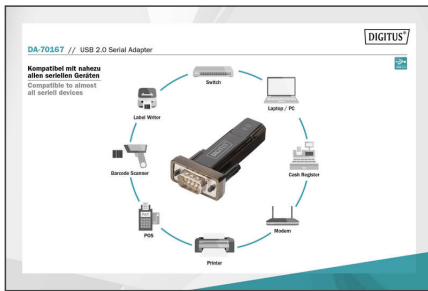 DIGITUS®
DA-70167 // USB 2.0 Serial Adapter
Kompatibel mit nahezu
allen seriellen Geräten
Compatible to almost
all seriell devices
Switch
Label Writer
Laptop / PC
Barcode Scanner
Cash Register
POS
Modem
Printer